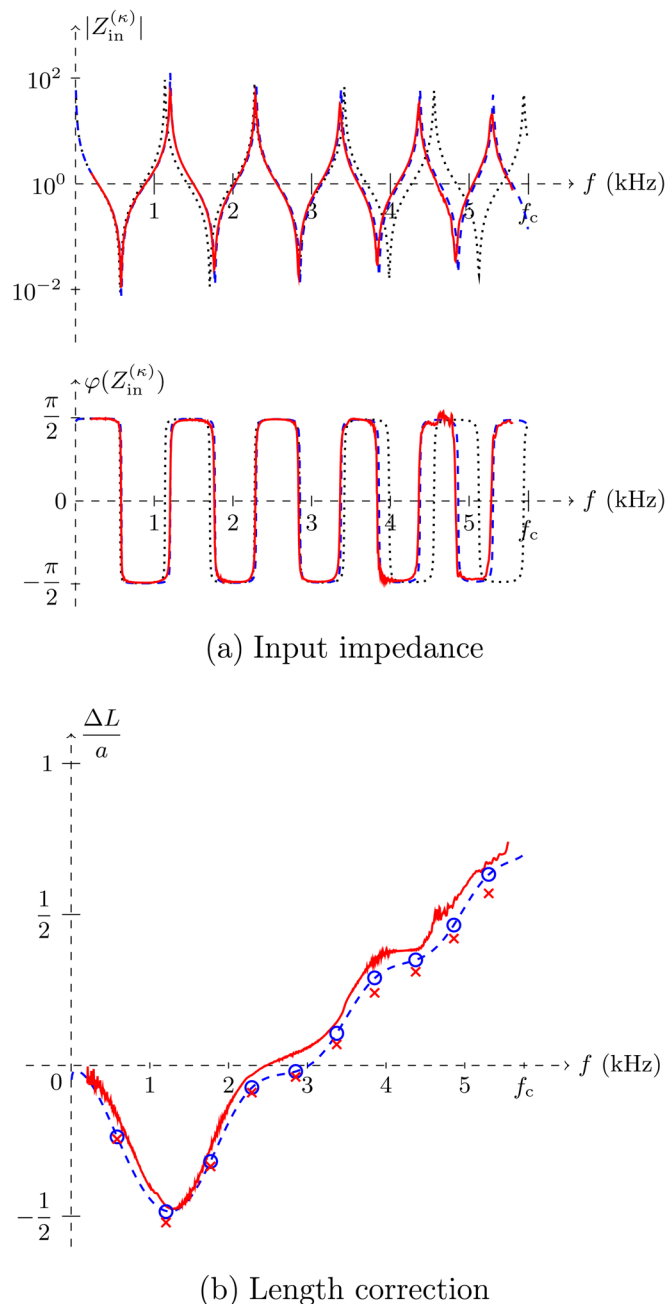 |Z_in^(κ)|
10^2
10^0
1 2 3 4 5 f_c
f (kHz)
10^−2
φ(Z_in^(κ))
π/2
0
1 2 3 4 5 f_c
f (kHz)
−π/2
(a) Input impedance
ΔL/a
1
1/2
0 1 2 3 4 5 f_c
f (kHz)
−1/2
(b) Length correction